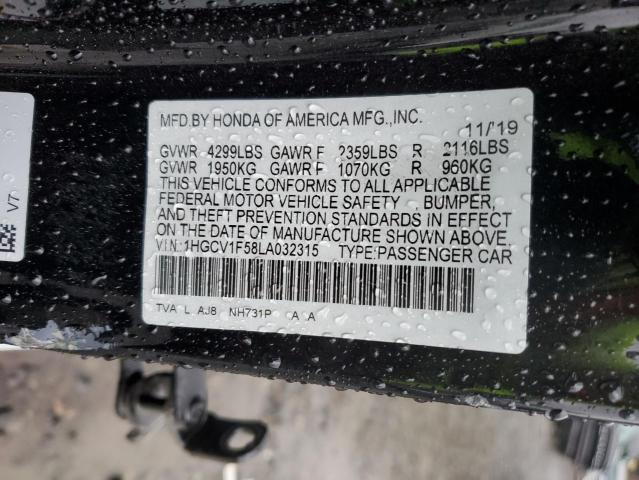 MFD.BY HONDA OF AMERICA MFG.,INC. 11/'19
GVWR 4299LBS GAWR F 2359LBS R 2116LBS
GVWR 1950KG GAWR F 1070KG R 960KG
THIS VEHICLE CONFORMS TO ALL APPLICABLE
FEDERAL MOTOR VEHICLE SAFETY BUMPER,
AND THEFT PREVENTION STANDARDS IN EFFECT
ON THE DATE OF MANUFACTURE SHOWN ABOVE.
VIN:1HGCV1F58LA032315 TYPE:PASSENGER CAR
TVA L AJ8 NH731P A A
V7